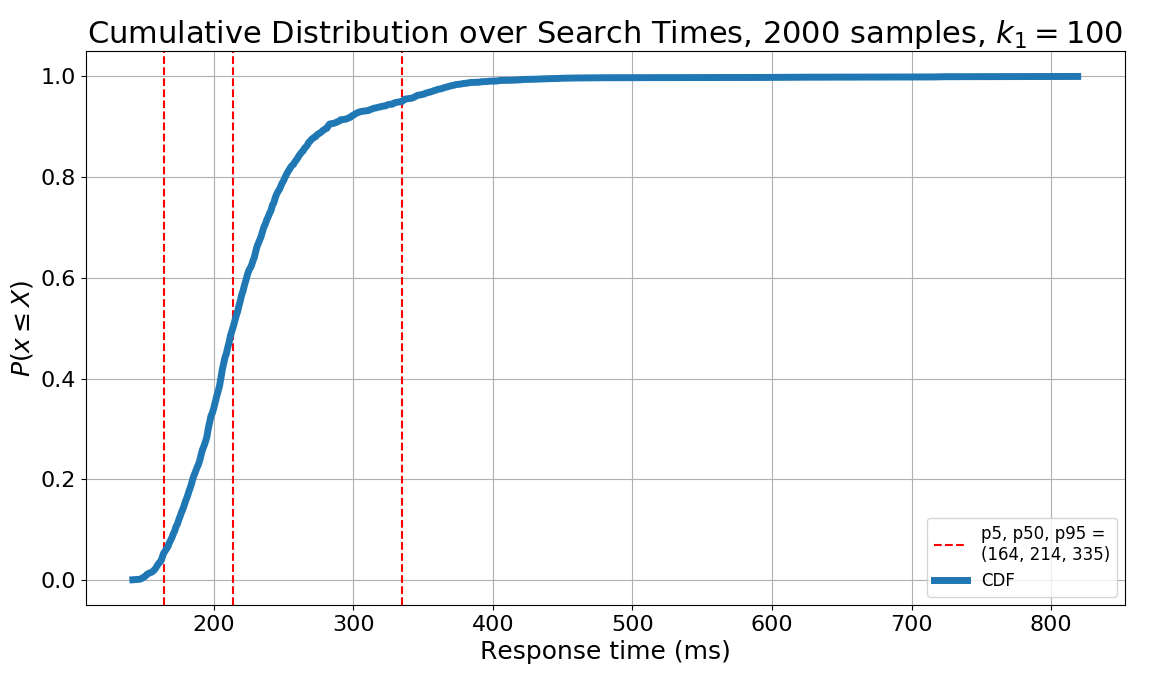 Cumulative Distribution over Search Times, 2000 samples, k₁ = 100
1.0
0.8
0.6
0.4
0.2
0.0
P(x ≤ X)
200 300 400 500 600 700 800
Response time (ms)
p5, p50, p95 =
(164, 214, 335)
CDF